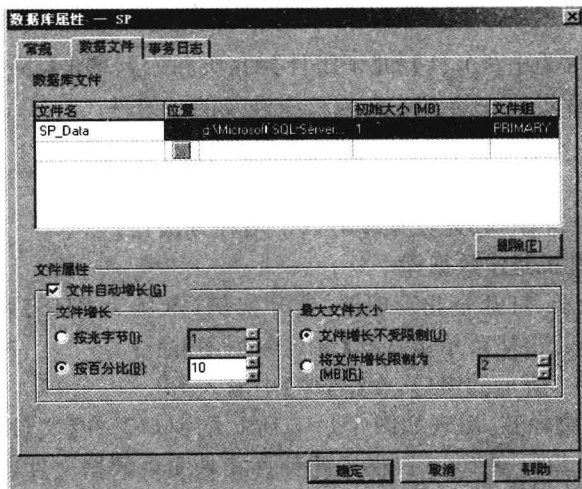 数据库属性 — SP
常规 数据文件 事务日志
数据库文件
文件名 位置 初始大小 (MB) 文件组
SP_Data d:\Microsoft SQL Server... 1 PRIMARY
删除(E)
文件属性
文件自动增长(G)
文件增长
按兆字节(I): 1
按百分比(B): 10
最大文件大小
文件增长不受限制(U)
将文件增长限制为
(MB)(R): 2
确定 取消 帮助